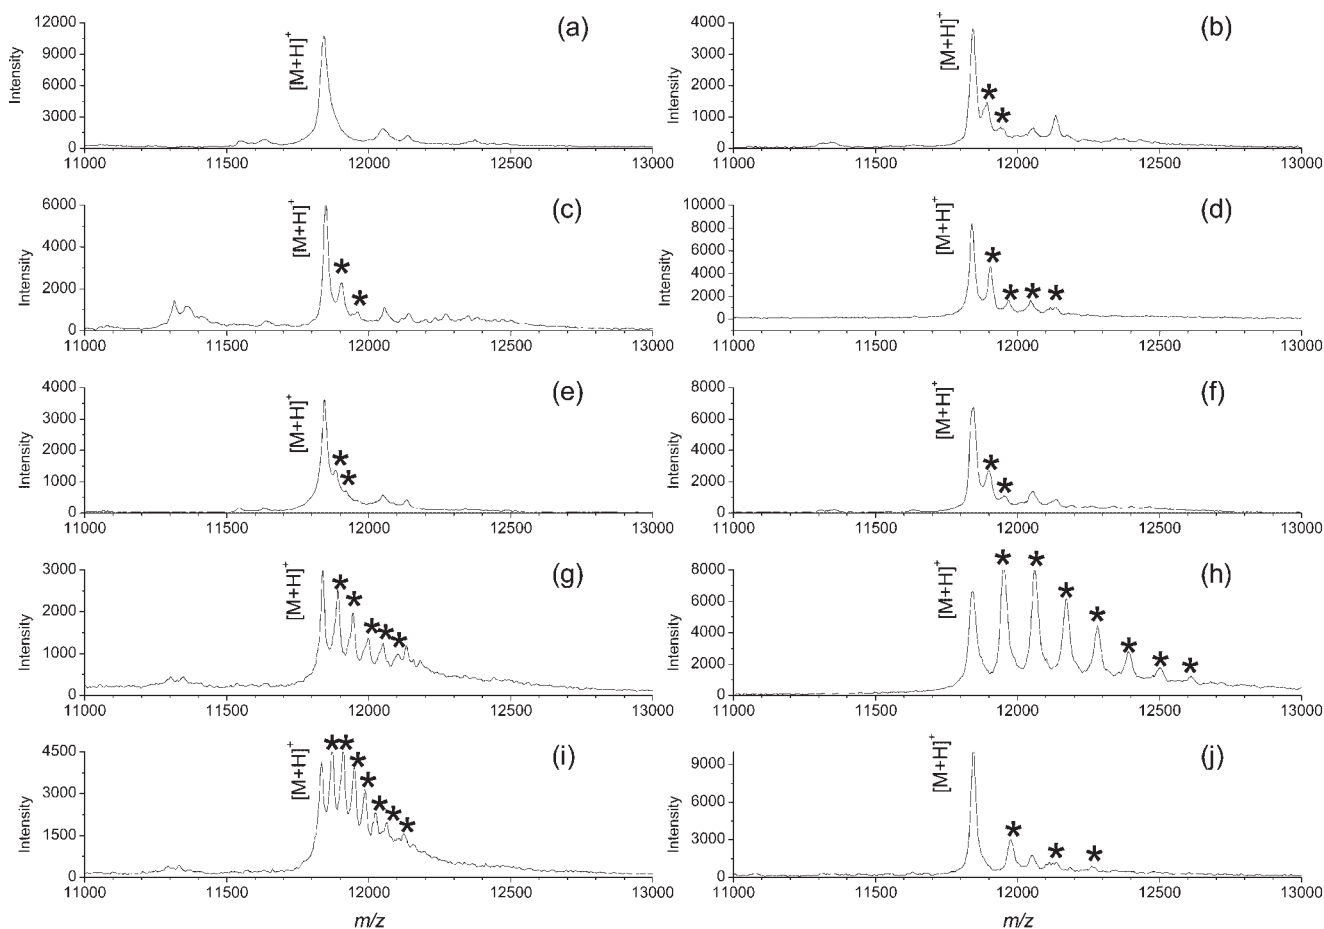 12000
9000
6000
3000
0
Intensity
[M+H]+
(a)
11000 11500 12000 12500 13000
4000
3000
2000
1000
0
Intensity
[M+H]+
* *
(b)
11000 11500 12000 12500 13000
6000
4000
2000
0
Intensity
[M+H]+
* *
(c)
11000 11500 12000 12500 13000
10000
8000
6000
4000
2000
0
Intensity
[M+H]+
* * * *
(d)
11000 11500 12000 12500 13000
4000
3000
2000
1000
0
Intensity
[M+H]+
* *
(e)
11000 11500 12000 12500 13000
8000
6000
4000
2000
0
Intensity
[M+H]+
* *
(f)
11000 11500 12000 12500 13000
3000
2000
1000
0
Intensity
[M+H]+
* * * * *
(g)
11000 11500 12000 12500 13000
8000
6000
4000
2000
0
Intensity
[M+H]+
* * * * * * *
(h)
11000 11500 12000 12500 13000
4500
3000
1500
0
Intensity
[M+H]+
* * * * * * *
(i)
11000 11500 12000 12500 13000
m/z
9000
6000
3000
0
Intensity
[M+H]+
* * *
(j)
11000 11500 12000 12500 13000
m/z